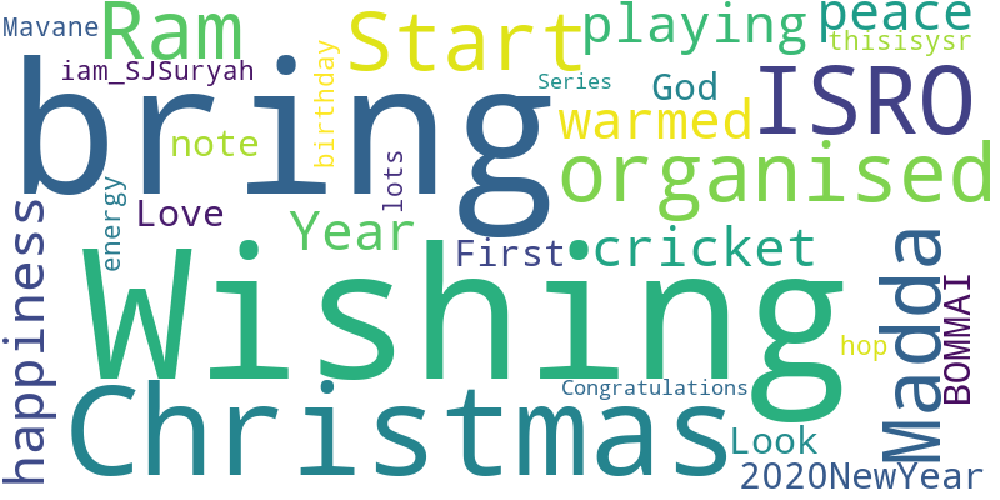 Mavane
Ram
Start
playing
peace
thisisysr
iam_SJSuryah
birthday
Series
God
ISRO
bring
warmed
note
lots
organised
energy
Love
Year
First
cricket
happiness
Wishing
Madda
BOMMAI
hop
Christmas
Congratulations
Look
2020NewYear